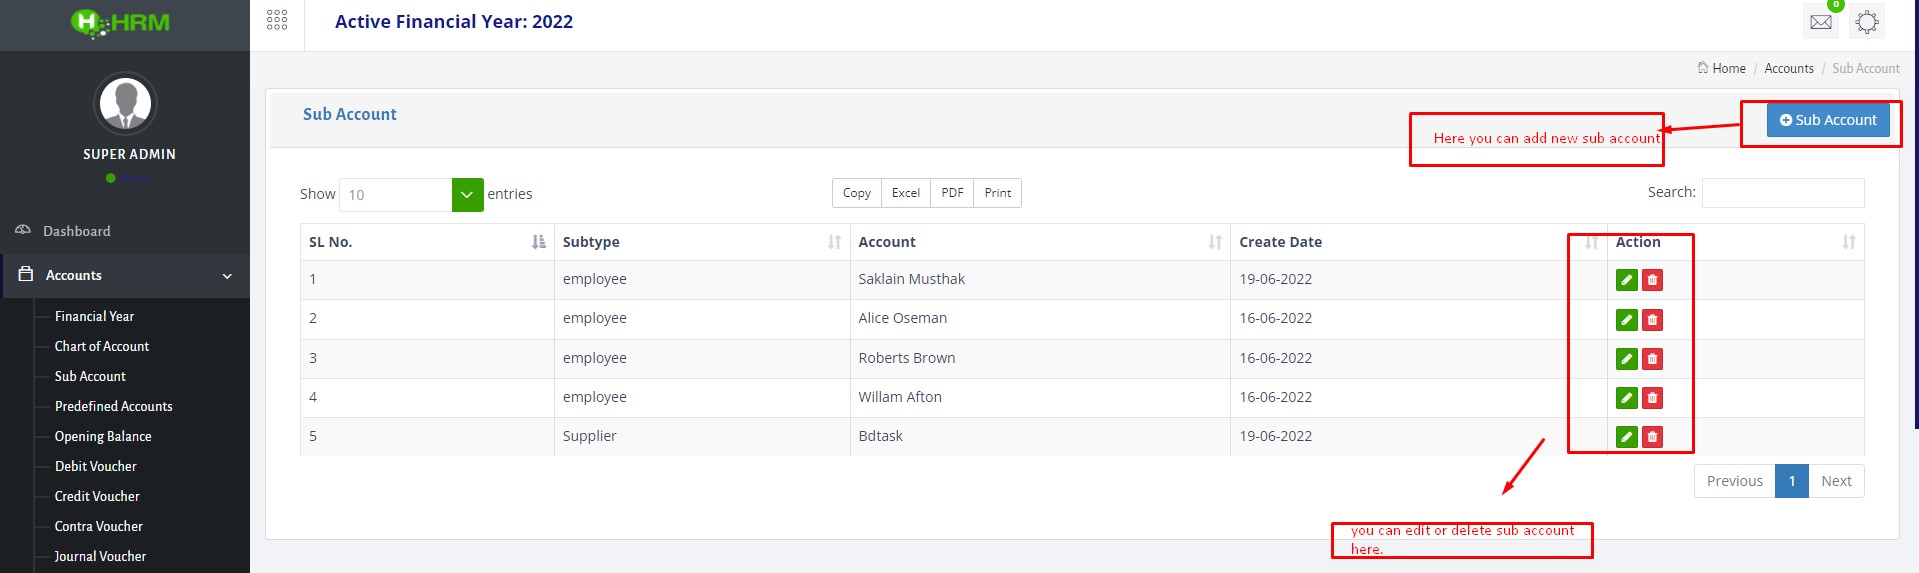 HRM
Active Financial Year: 2022
0
Home / Accounts / Sub Account
SUPER ADMIN
Sub Account
Sub Account
Here you can add new sub account
Show 10 entries
Copy Excel PDF Print
Search:
SL No. Subtype Account Create Date Action
1 employee Saklain Musthak 19-06-2022
2 employee Alice Oseman 16-06-2022
3 employee Roberts Brown 16-06-2022
4 employee Willam Afton 16-06-2022
5 Supplier Bdtask 19-06-2022
Previous 1 Next
you can edit or delete sub account
here.
Dashboard
Accounts
Financial Year
Chart of Account
Sub Account
Predefined Accounts
Opening Balance
Debit Voucher
Credit Voucher
Contra Voucher
Journal Voucher